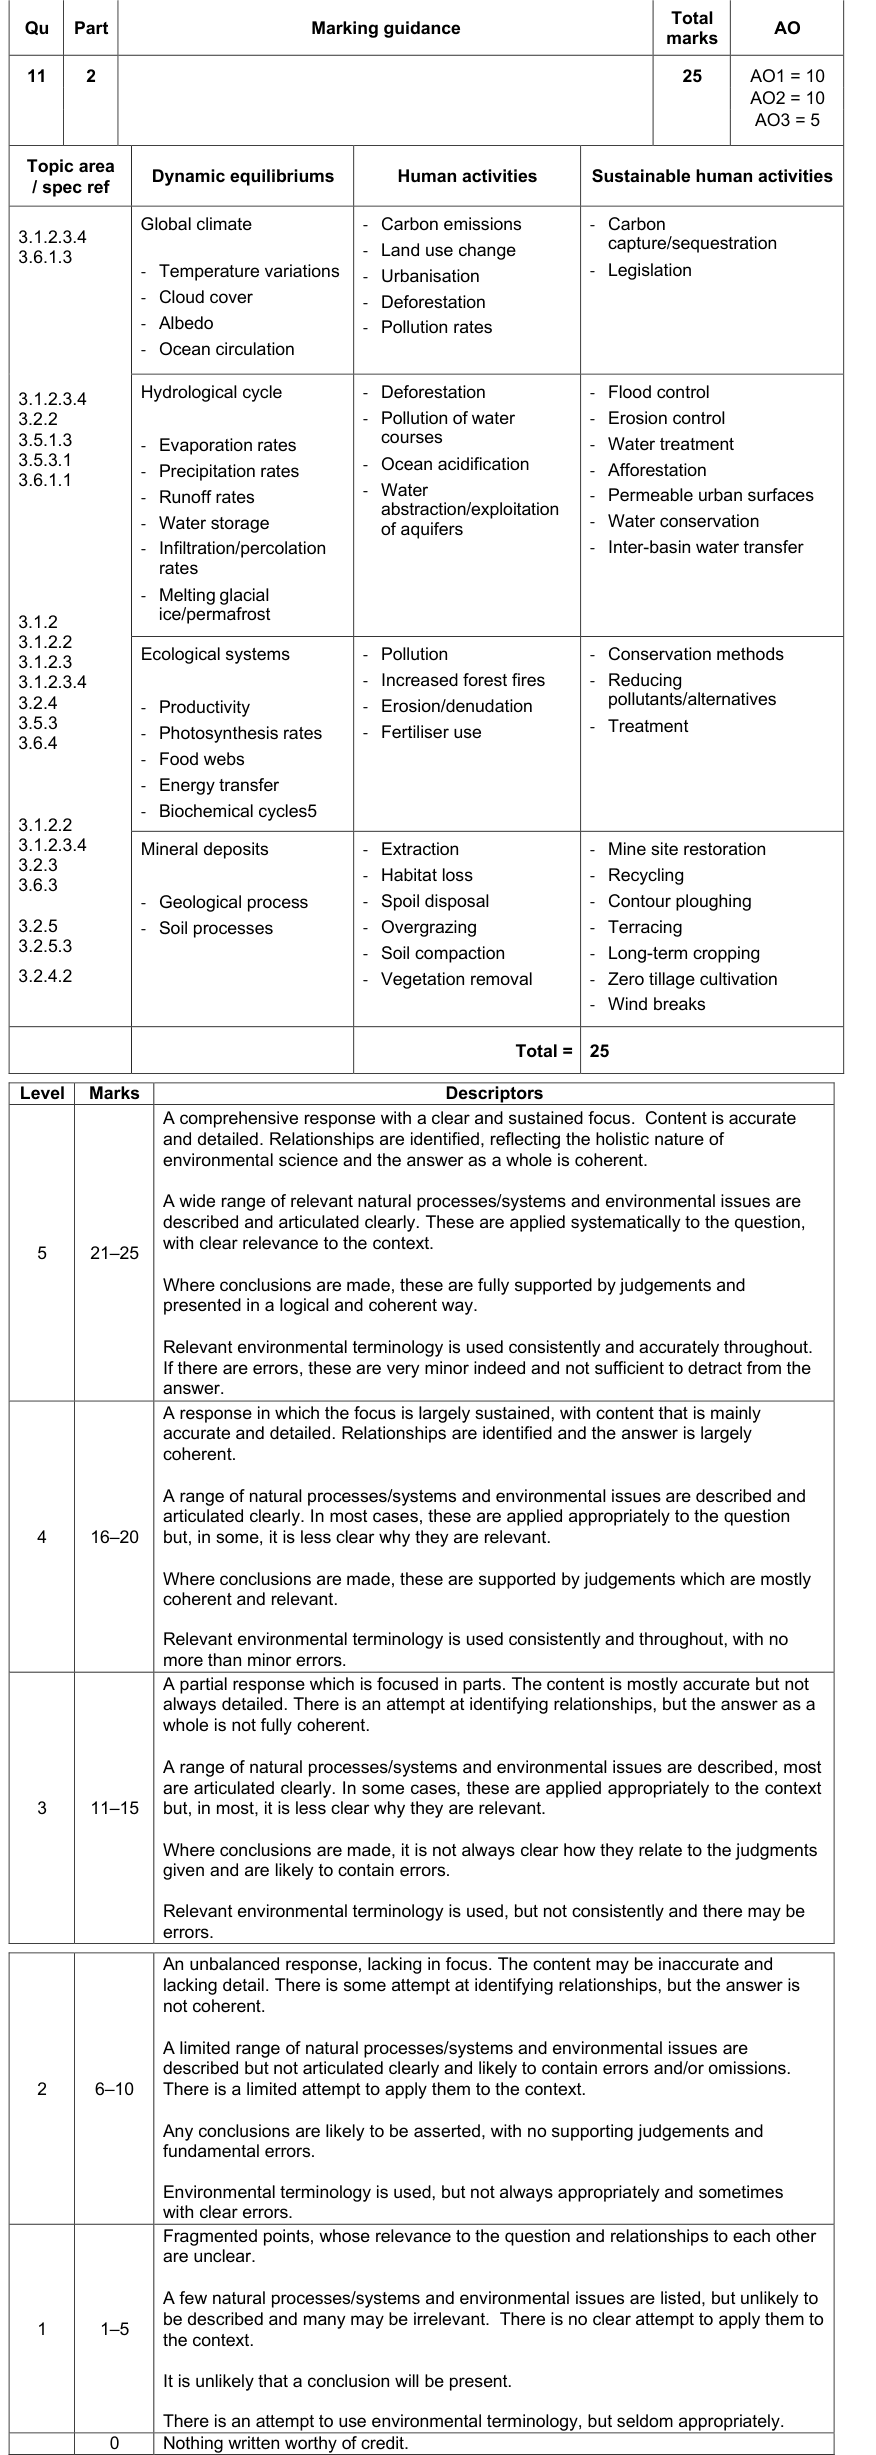 Qu Part Marking guidance Total marks AO
11 2 25 AO1 = 10
AO2 = 10
AO3 = 5
Topic area / spec ref Dynamic equilibriums Human activities Sustainable human activities
3.1.2.3.4
3.6.1.3
Global climate
- Temperature variations
- Cloud cover
- Albedo
- Ocean circulation
- Carbon emissions
- Land use change
- Urbanisation
- Deforestation
- Pollution rates
- Carbon
capture/sequestration
- Legislation
3.1.2.3.4
3.2.2
3.5.1.3
3.5.3.1
3.6.1.1
Hydrological cycle
- Evaporation rates
- Precipitation rates
- Runoff rates
- Water storage
- Infiltration/percolation
rates
- Melting glacial
ice/permafrost
- Deforestation
- Pollution of water
courses
- Ocean acidification
- Water
abstraction/exploitation
of aquifers
- Flood control
- Erosion control
- Water treatment
- Afforestation
- Permeable urban surfaces
- Water conservation
- Inter-basin water transfer
3.1.2
3.1.2.2
3.1.2.3
3.1.2.3.4
3.2.4
3.5.3
3.6.4
Ecological systems
- Productivity
- Photosynthesis rates
- Food webs
- Energy transfer
- Biochemical cycles5
- Pollution
- Increased forest fires
- Erosion/denudation
- Fertiliser use
- Conservation methods
- Reducing
pollutants/alternatives
- Treatment
3.1.2.2
3.1.2.3.4
3.2.3
3.6.3
3.2.5
3.2.5.3
3.2.4.2
Mineral deposits
- Geological process
- Soil processes
- Extraction
- Habitat loss
- Spoil disposal
- Overgrazing
- Soil compaction
- Vegetation removal
- Mine site restoration
- Recycling
- Contour ploughing
- Terracing
- Long-term cropping
- Zero tillage cultivation
- Wind breaks
Total = 25
Level Marks Descriptors
5 21–25
A comprehensive response with a clear and sustained focus. Content is accurate
and detailed. Relationships are identified, reflecting the holistic nature of
environmental science and the answer as a whole is coherent.
A wide range of relevant natural processes/systems and environmental issues are
described and articulated clearly. These are applied systematically to the question,
with clear relevance to the context.
Where conclusions are made, these are fully supported by judgements and
presented in a logical and coherent way.
Relevant environmental terminology is used consistently and accurately throughout.
If there are errors, these are very minor indeed and not sufficient to detract from the
answer.
4 16–20
A response in which the focus is largely sustained, with content that is mainly
accurate and detailed. Relationships are identified and the answer is largely
coherent.
A range of natural processes/systems and environmental issues are described and
articulated clearly. In most cases, these are applied appropriately to the question
but, in some, it is less clear why they are relevant.
Where conclusions are made, these are supported by judgements which are mostly
coherent and relevant.
Relevant environmental terminology is used consistently and throughout, with no
more than minor errors.
3 11–15
A partial response which is focused in parts. The content is mostly accurate but not
always detailed. There is an attempt at identifying relationships, but the answer as a
whole is not fully coherent.
A range of natural processes/systems and environmental issues are described, most
are articulated clearly. In some cases, these are applied appropriately to the context
but, in most, it is less clear why they are relevant.
Where conclusions are made, it is not always clear how they relate to the judgments
given and are likely to contain errors.
Relevant environmental terminology is used, but not consistently and there may be
errors.
2 6–10
An unbalanced response, lacking in focus. The content may be inaccurate and
lacking detail. There is some attempt at identifying relationships, but the answer is
not coherent.
A limited range of natural processes/systems and environmental issues are
described but not articulated clearly and likely to contain errors and/or omissions.
There is a limited attempt to apply them to the context.
Any conclusions are likely to be asserted, with no supporting judgements and
fundamental errors.
Environmental terminology is used, but not always appropriately and sometimes
with clear errors.
1 1–5
Fragmented points, whose relevance to the question and relationships to each other
are unclear.
A few natural processes/systems and environmental issues are listed, but unlikely to
be described and many may be irrelevant. There is no clear attempt to apply them to
the context.
It is unlikely that a conclusion will be present.
There is an attempt to use environmental terminology, but seldom appropriately.
0 Nothing written worthy of credit.